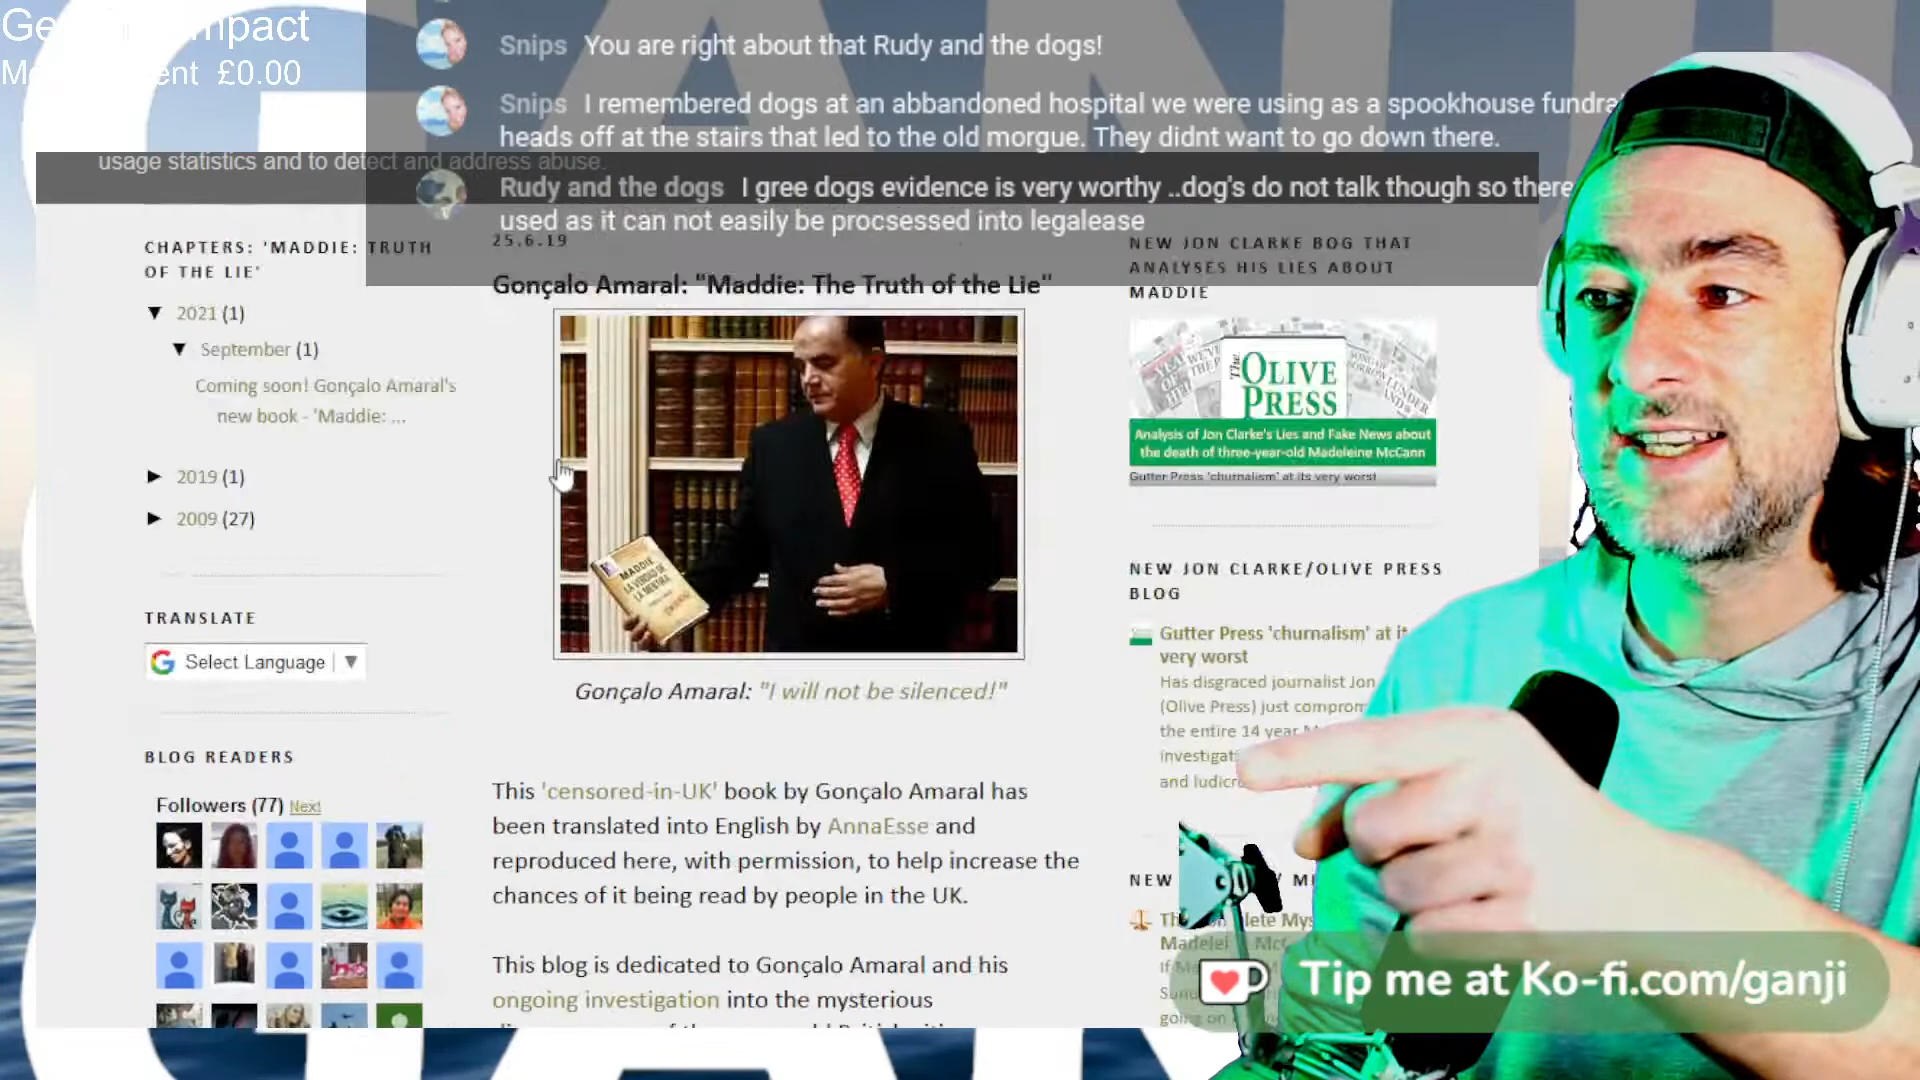 Snips You are right about that Rudy and the dogs!
Snips I remembered dogs at an abbandoned hospital we were using as a spookhouse
heads off at the stairs that led to the old morgue. They didnt want to go down there.
Rudy and the dogs I gree dogs evidence is very worthy ..dog's do not talk though so there
used as it can not easily be procsessed into legalease
£0.00
usage statistics and to detect and address abuse.
CHAPTERS: 'MADDIE: TRUTH
OF THE LIE'
▼ 2021 (1)
▼ September (1)
Coming soon! Gonçalo Amaral's
new book - 'Maddie: ...
► 2019 (1)
► 2009 (27)
TRANSLATE
G Select Language ▼
BLOG READERS
Followers (77) Next
25.6.19
Gonçalo Amaral: "Maddie: The Truth of the Lie"
MADDIE
LA VERDAD DE
LA MENTIRA
Gonçalo Amaral: "I will not be silenced!"
This 'censored-in-UK' book by Gonçalo Amaral has
been translated into English by AnnaEsse and
reproduced here, with permission, to help increase the
chances of it being read by people in the UK.
This blog is dedicated to Gonçalo Amaral and his
ongoing investigation into the mysterious
NEW JON CLARKE BOG THAT
ANALYSES HIS LIES ABOUT
MADDIE
The
OLIVE
PRESS
Analysis of Jon Clarke's Lies and Fake News about
the death of three-year-old Madeleine McCann
Gutter Press 'churnalism' at its very worst
NEW JON CLARKE/OLIVE PRESS
BLOG
Gutter Press 'churnalism' at
very worst
Has disgraced journalist Jon
(Olive Press) just
the entire 14 year
and
NEW
Tip me at Ko-fi.com/ganji